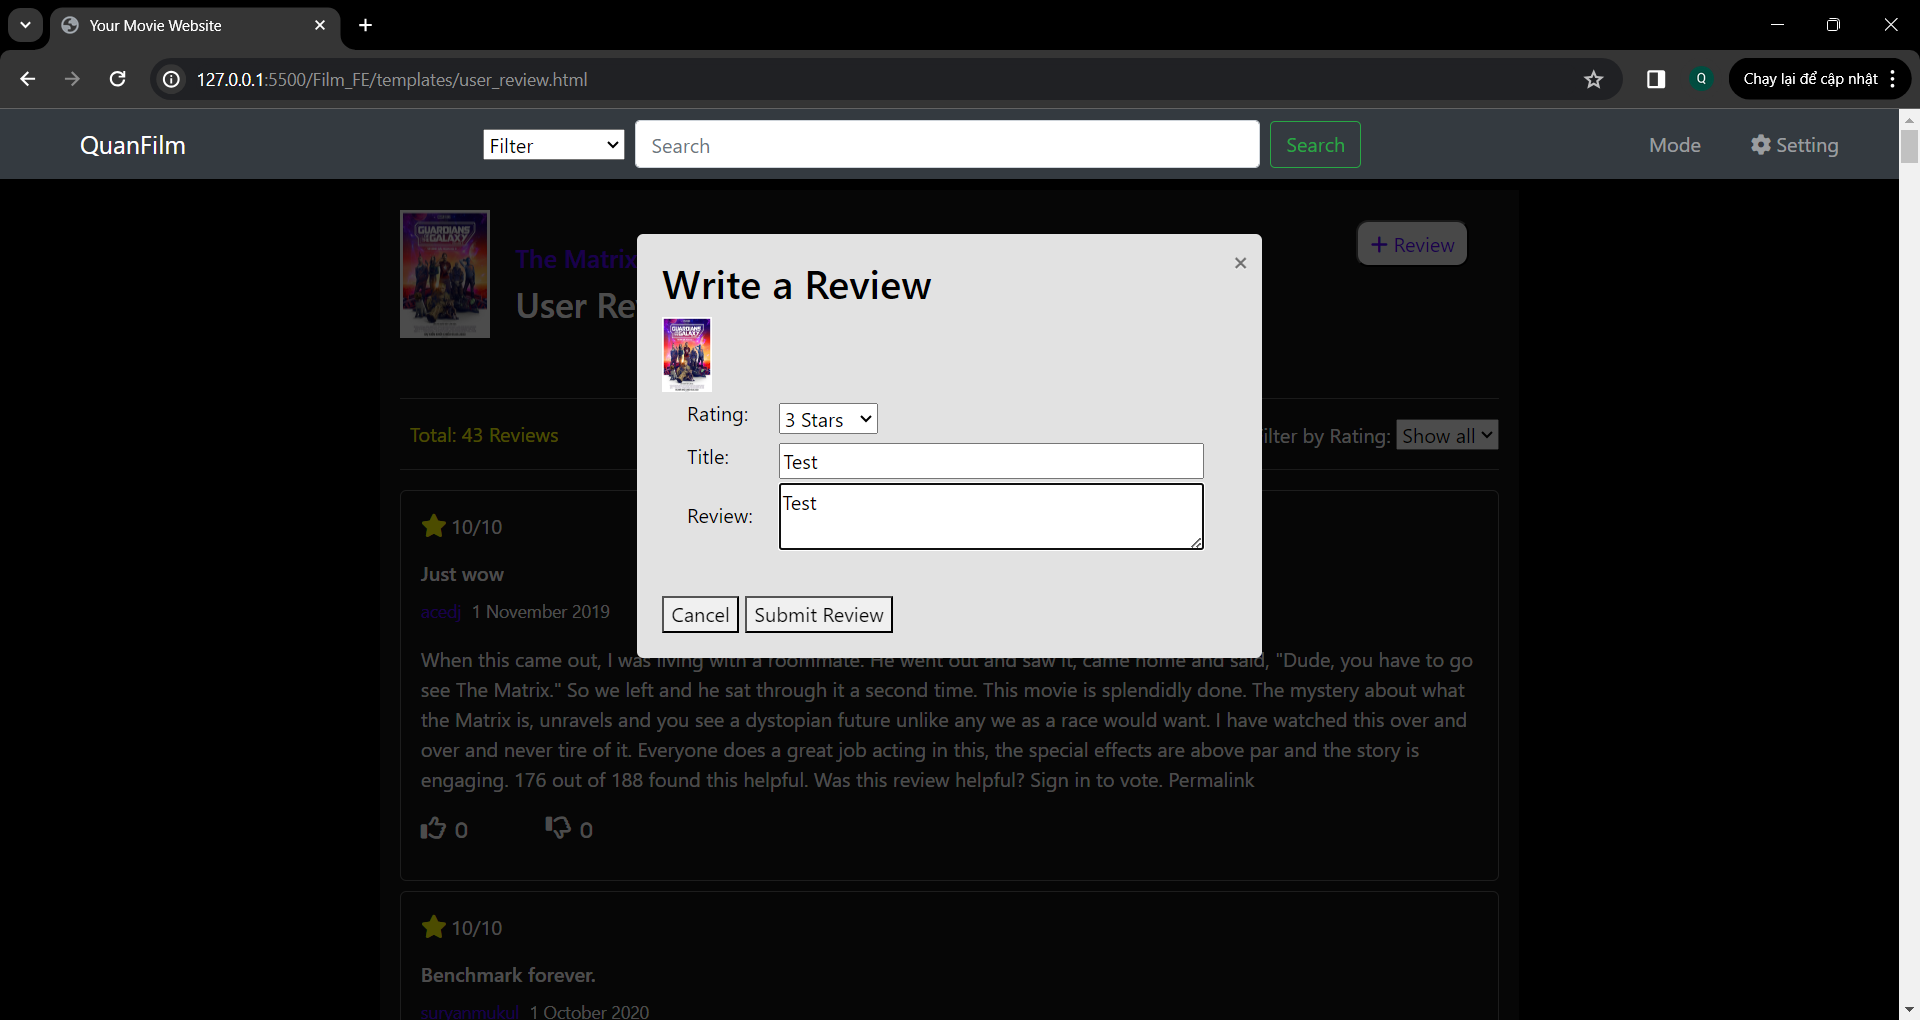 Your Movie Website
127.0.0.1:5500/Film_FE/templates/user_review.html
Q
Chạy lại để cập nhật
QuanFilm
Filter
Search
Search
Mode
Setting
GUARDIANS
GALAXY
The Matrix
User Re
+ Review
Write a Review
×
GUARDIANS
GALAXY
Rating:
3 Stars
Title:
Test
Review:
Test
Cancel
Submit Review
Total: 43 Reviews
ilter by Rating:
Show all
10/10
Just wow
acedj 1 November 2019
When this came out, I was living with a roommate. He went out and saw it, came home and said, "Dude, you have to go
see The Matrix." So we left and he sat through it a second time. This movie is splendidly done. The mystery about what
the Matrix is, unravels and you see a dystopian future unlike any we as a race would want. I have watched this over and
over and never tire of it. Everyone does a great job acting in this, the special effects are above par and the story is
engaging. 176 out of 188 found this helpful. Was this review helpful? Sign in to vote. Permalink
0
0
10/10
Benchmark forever.
suryanmukul 1 October 2020